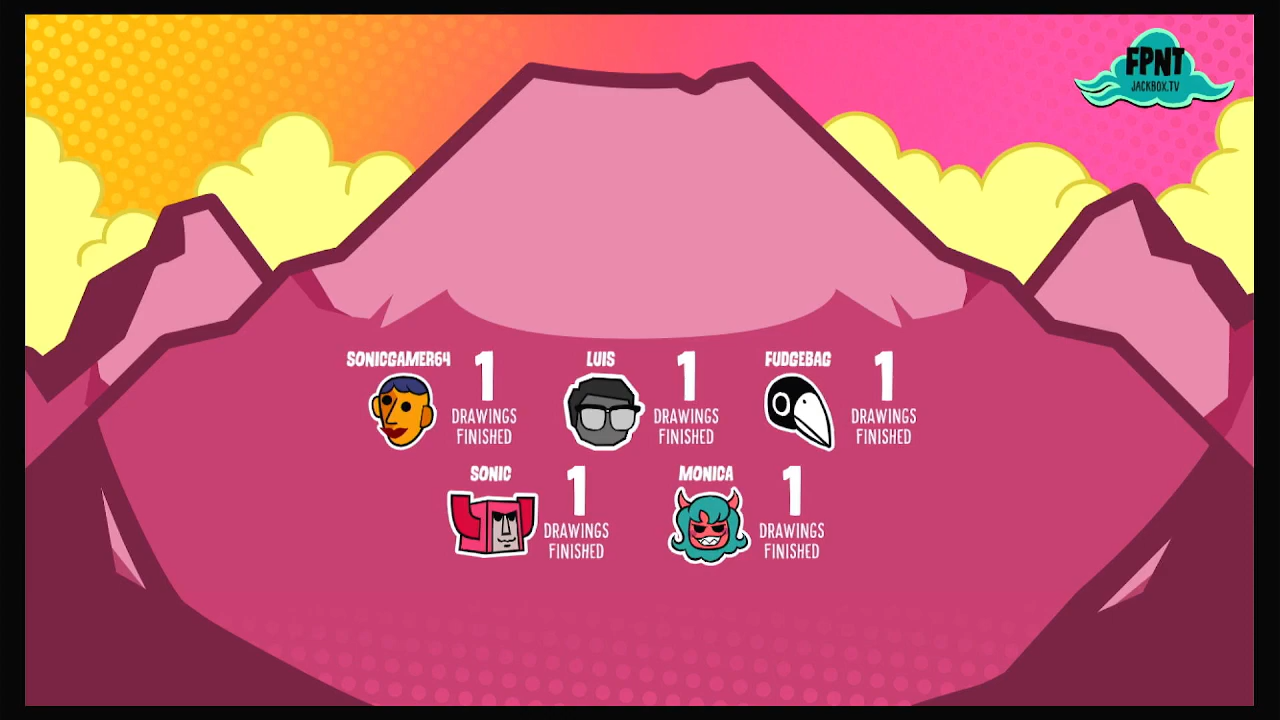 FPNT
JACKBOX.TV
SONICGAMER64
1
DRAWINGS
FINISHED
LUIS
1
DRAWINGS
FINISHED
FUDGEBAG
1
DRAWINGS
FINISHED
SONIC
1
DRAWINGS
FINISHED
MONICA
1
DRAWINGS
FINISHED